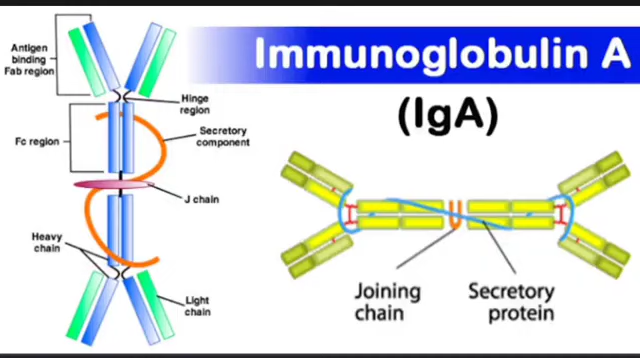 Immunoglobulin A
(IgA)
Antigen
binding
Fab region
Hinge
region
Secretory
component
Fc region
J chain
Heavy
chain
Light
chain
Joining
chain
Secretory
protein